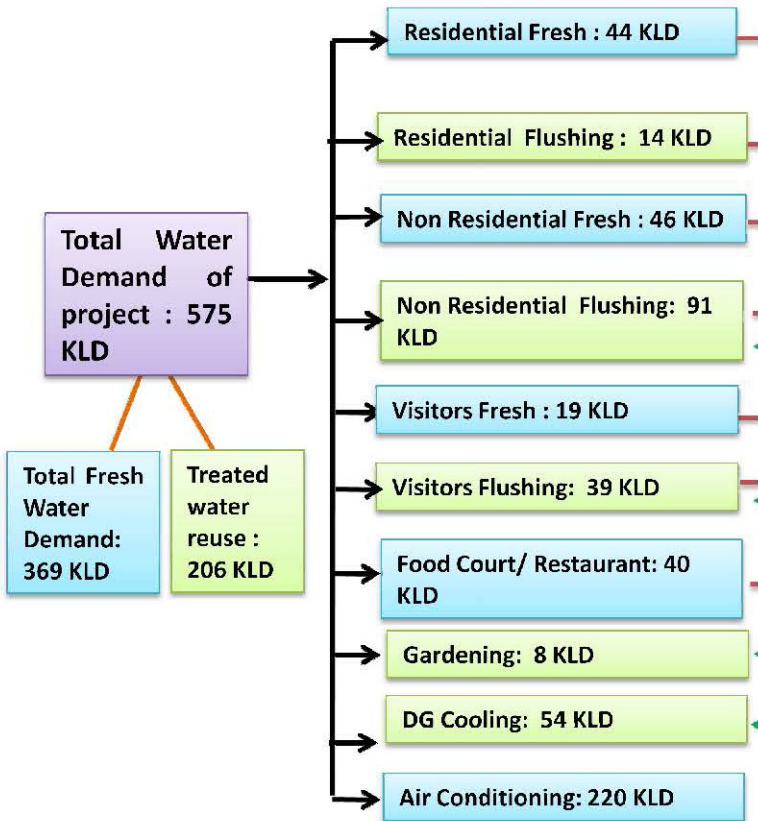 Total Water
Demand of
project : 575
KLD
Total Fresh
Water
Demand:
369 KLD
Treated
water
reuse :
206 KLD
Residential Fresh : 44 KLD
Residential Flushing : 14 KLD
Non Residential Fresh : 46 KLD
Non Residential Flushing: 91
KLD
Visitors Fresh : 19 KLD
Visitors Flushing: 39 KLD
Food Court/ Restaurant: 40
KLD
Gardening: 8 KLD
DG Cooling: 54 KLD
Air Conditioning: 220 KLD